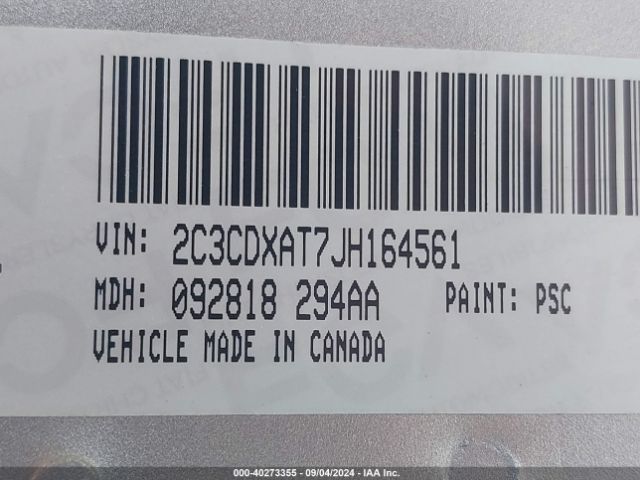 VIN: 2C3CDXAT7JH164561
MDH: 092818 294AA PAINT: PSC
VEHICLE MADE IN CANADA
000-40273355 • 09/04/2024 • IAA Inc.